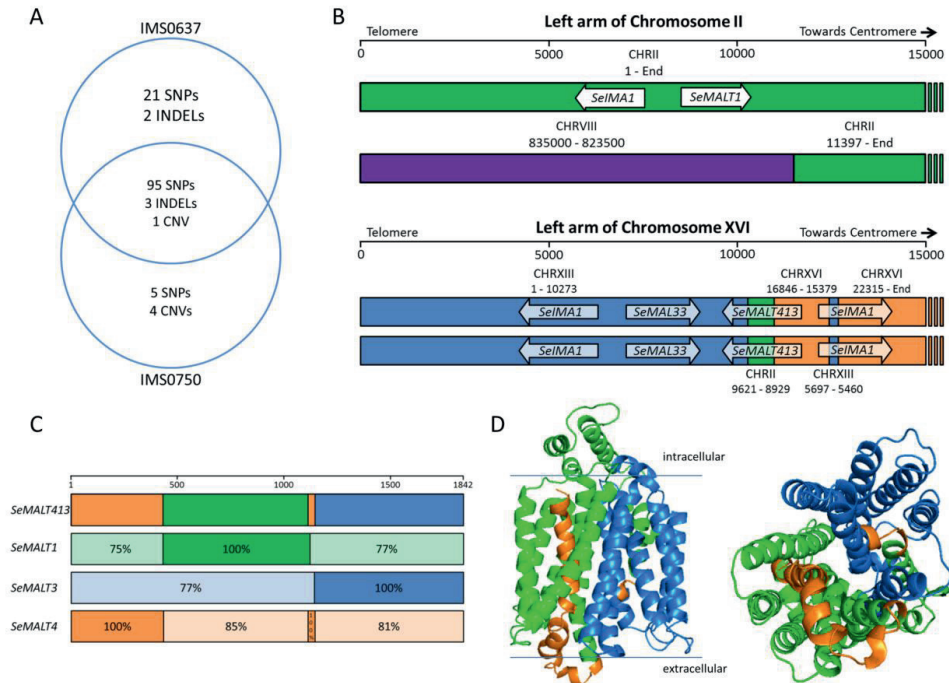 A
IMS0637
21 SNPs
2 INDELs
95 SNPs
3 INDELs
1 CNV
5 SNPs
4 CNVs
IMS0750
B
Left arm of Chromosome II
Telomere
Towards Centromere
0 5000 10000 15000
CHRII
1 - End
SeIMA1 SeMALT1
CHRVIII
835000 - 823500
CHRII
11397 - End
Left arm of Chromosome XVI
Telomere
Towards Centromere
0 5000 10000 15000
CHRXIII
1 - 10273
CHRXVI
16846 - 15379
CHRXVI
22315 - End
SeIMA1 SeMAL33 SeMALT413 SeIMA1
SeIMA1 SeMAL33 SeMALT413 SeIMA1
CHRII
9621 - 8929
CHRXIII
5697 - 5460
C
1 500 1000 1500 1842
SeMALT413
SeMALT1 75% 100% 77%
SeMALT3 77% 100%
SeMALT4 100% 85% 81%
D
intracellular
extracellular